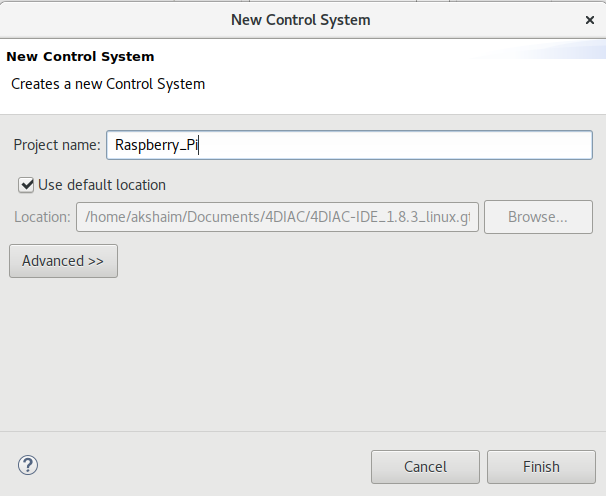 New Control System
New Control System
Creates a new Control System
Project name: Raspberry_Pi
Use default location
Location: /home/akshaim/Documents/4DIAC/4DIAC-IDE_1.8.3_linux.gt Browse...
Advanced >>
? Cancel Finish